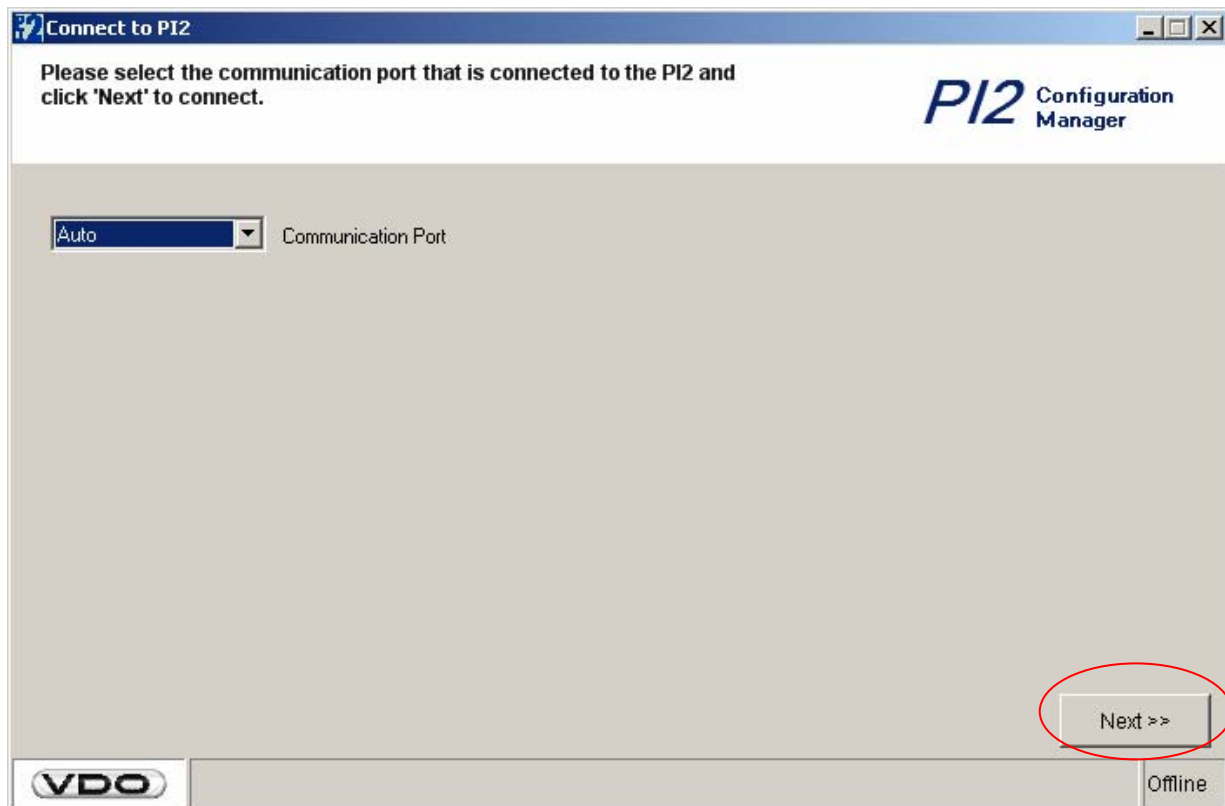 Connect to PI2
Please select the communication port that is connected to the PI2 and
click 'Next' to connect.
PI2 Configuration
Manager
Auto
Communication Port
Next >>
VDO
Offline